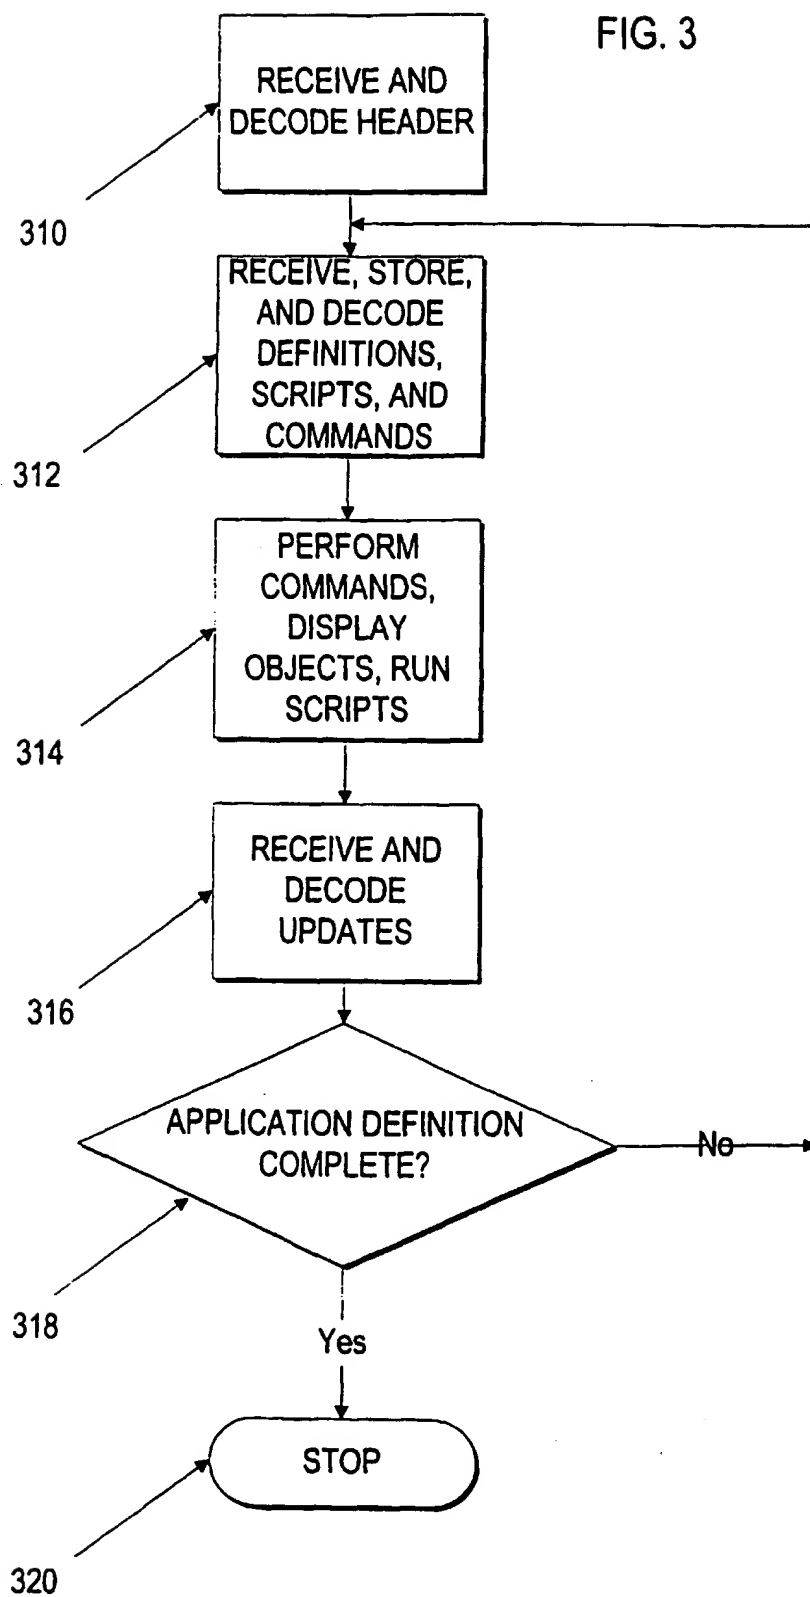 FIG. 3
RECEIVE AND
DECODE HEADER
310
RECEIVE, STORE,
AND DECODE
DEFINITIONS,
SCRIPTS, AND
COMMANDS
312
PERFORM
COMMANDS,
DISPLAY
OBJECTS, RUN
SCRIPTS
314
RECEIVE AND
DECODE
UPDATES
316
APPLICATION DEFINITION
COMPLETE?
No
318
Yes
STOP
320